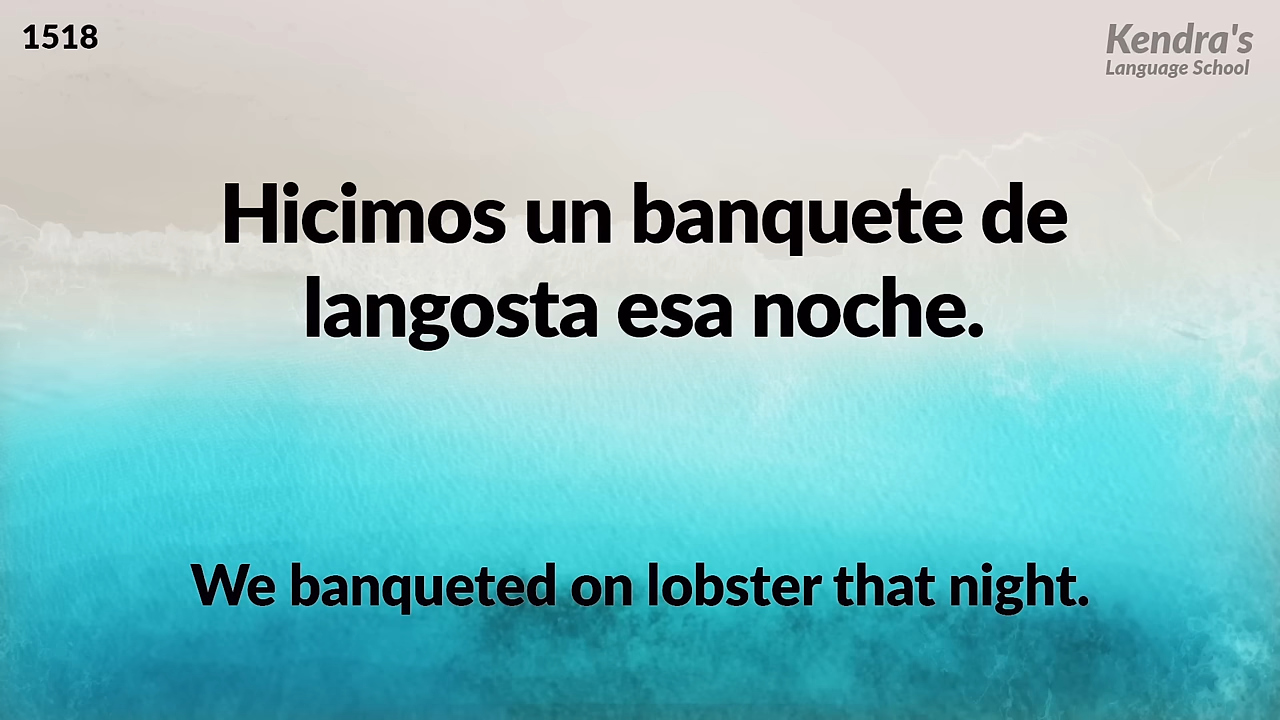 1518
Kendra's
Language School
Hicimos un banquete de
langosta esa noche.
We banqueted on lobster that night.